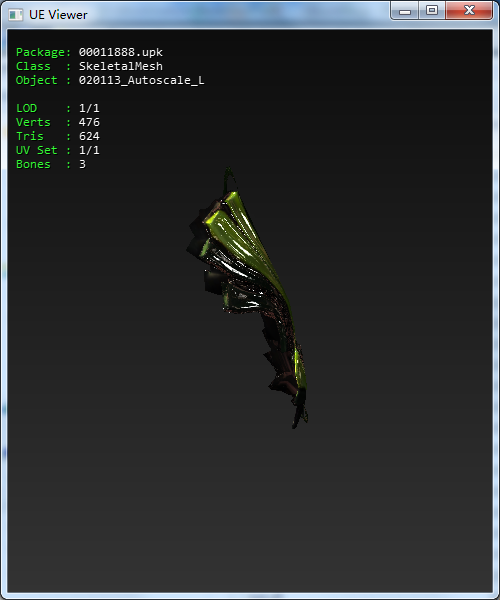 UE Viewer
Package: 00011888.upk
Class : SkeletalMesh
Object : 020113_Autoscale_L
LOD : 1/1
Verts : 476
Tris : 624
UV Set : 1/1
Bones : 3